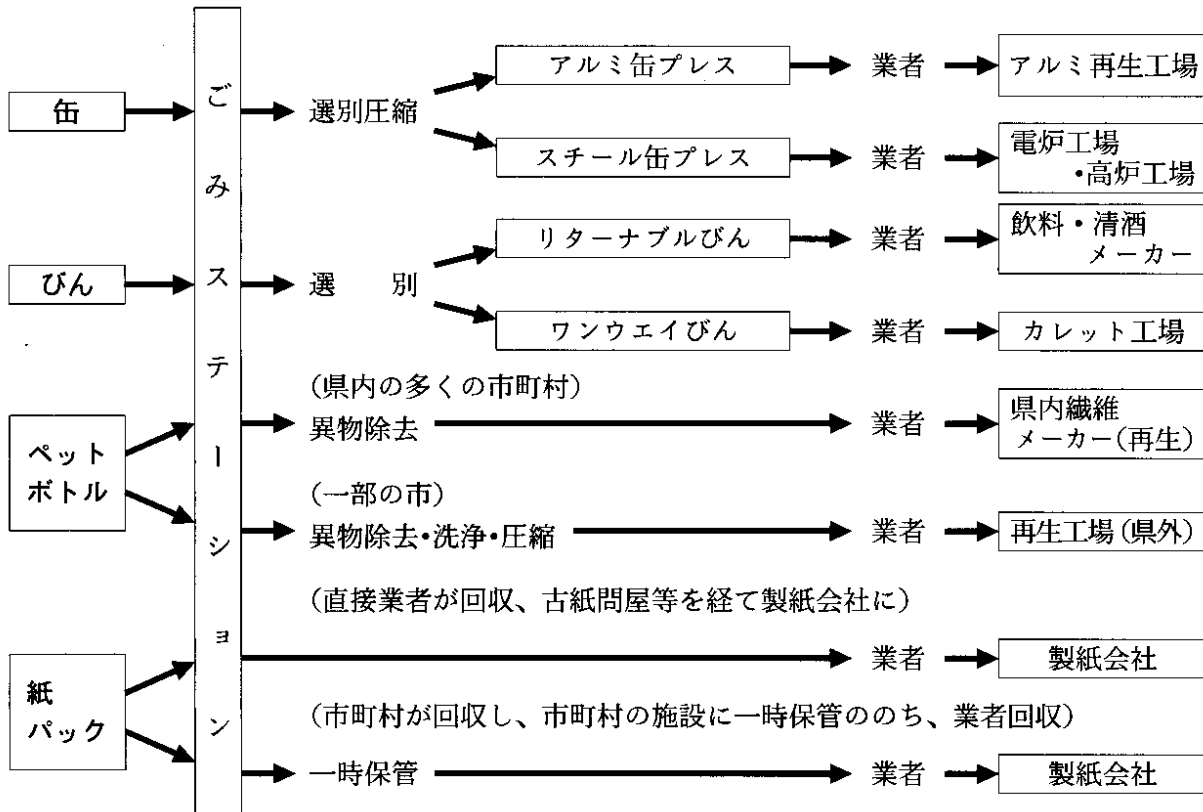 缶
びん
ペット
ボトル
紙
パック
ごみステーション
選別圧縮
アルミ缶プレス
業者
アルミ再生工場
スチール缶プレス
業者
電炉工場
・高炉工場
選　別
リターナブルびん
業者
飲料・清酒
メーカー
ワンウエイびん
業者
カレット工場
(県内の多くの市町村)
異物除去
業者
県内繊維
メーカー(再生)
(一部の市)
異物除去・洗浄・圧縮
業者
再生工場(県外)
(直接業者が回収、古紙問屋等を経て製紙会社に)
業者
製紙会社
(市町村が回収し、市町村の施設に一時保管ののち、業者回収)
一時保管
業者
製紙会社